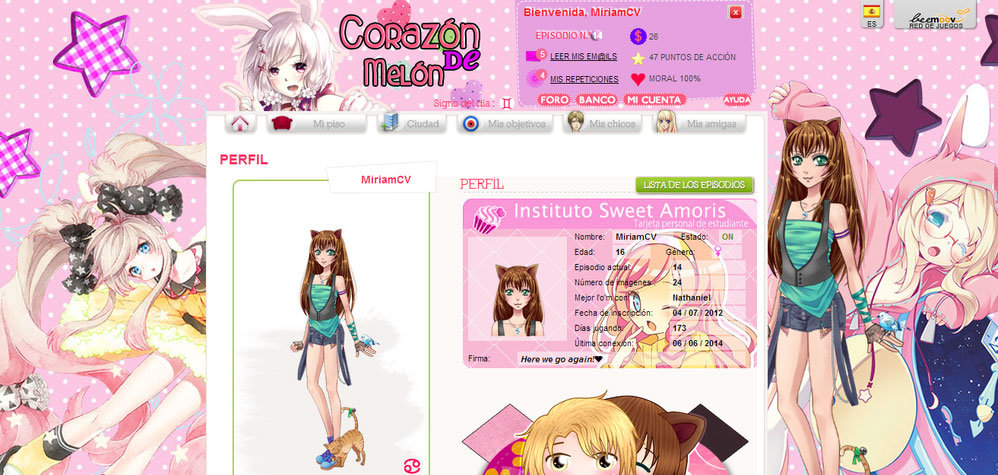 Corazón
DE
Melón
Signo del día :
Bienvenida, MiriamCV
EPISODIO N.º14
26
5 LEER MIS EM@ILS
47 PUNTOS DE ACCIÓN
4 MIS REPETICIONES
MORAL 100%
FORO BANCO MI CUENTA AYUDA
ES
beemoov
RED DE JUEGOS
Mi piso Ciudad Mis objetivos Mis chicos Mis amigas
PERFIL
MiriamCV
PERFIL
LISTA DE LOS EPISODIOS
Instituto Sweet Amoris
Tarjeta personal de estudiante
Nombre: MiriamCV Estado: ON
Edad: 16 Género:
Episodio actual: 14
Número de imágenes : 24
Mejor l'o'm con: Nathaniel
Fecha de inscripción: 04 / 07 / 2012
Días jugando: 173
Última conexión: 06 / 06 / 2014
Firma: Here we go again!